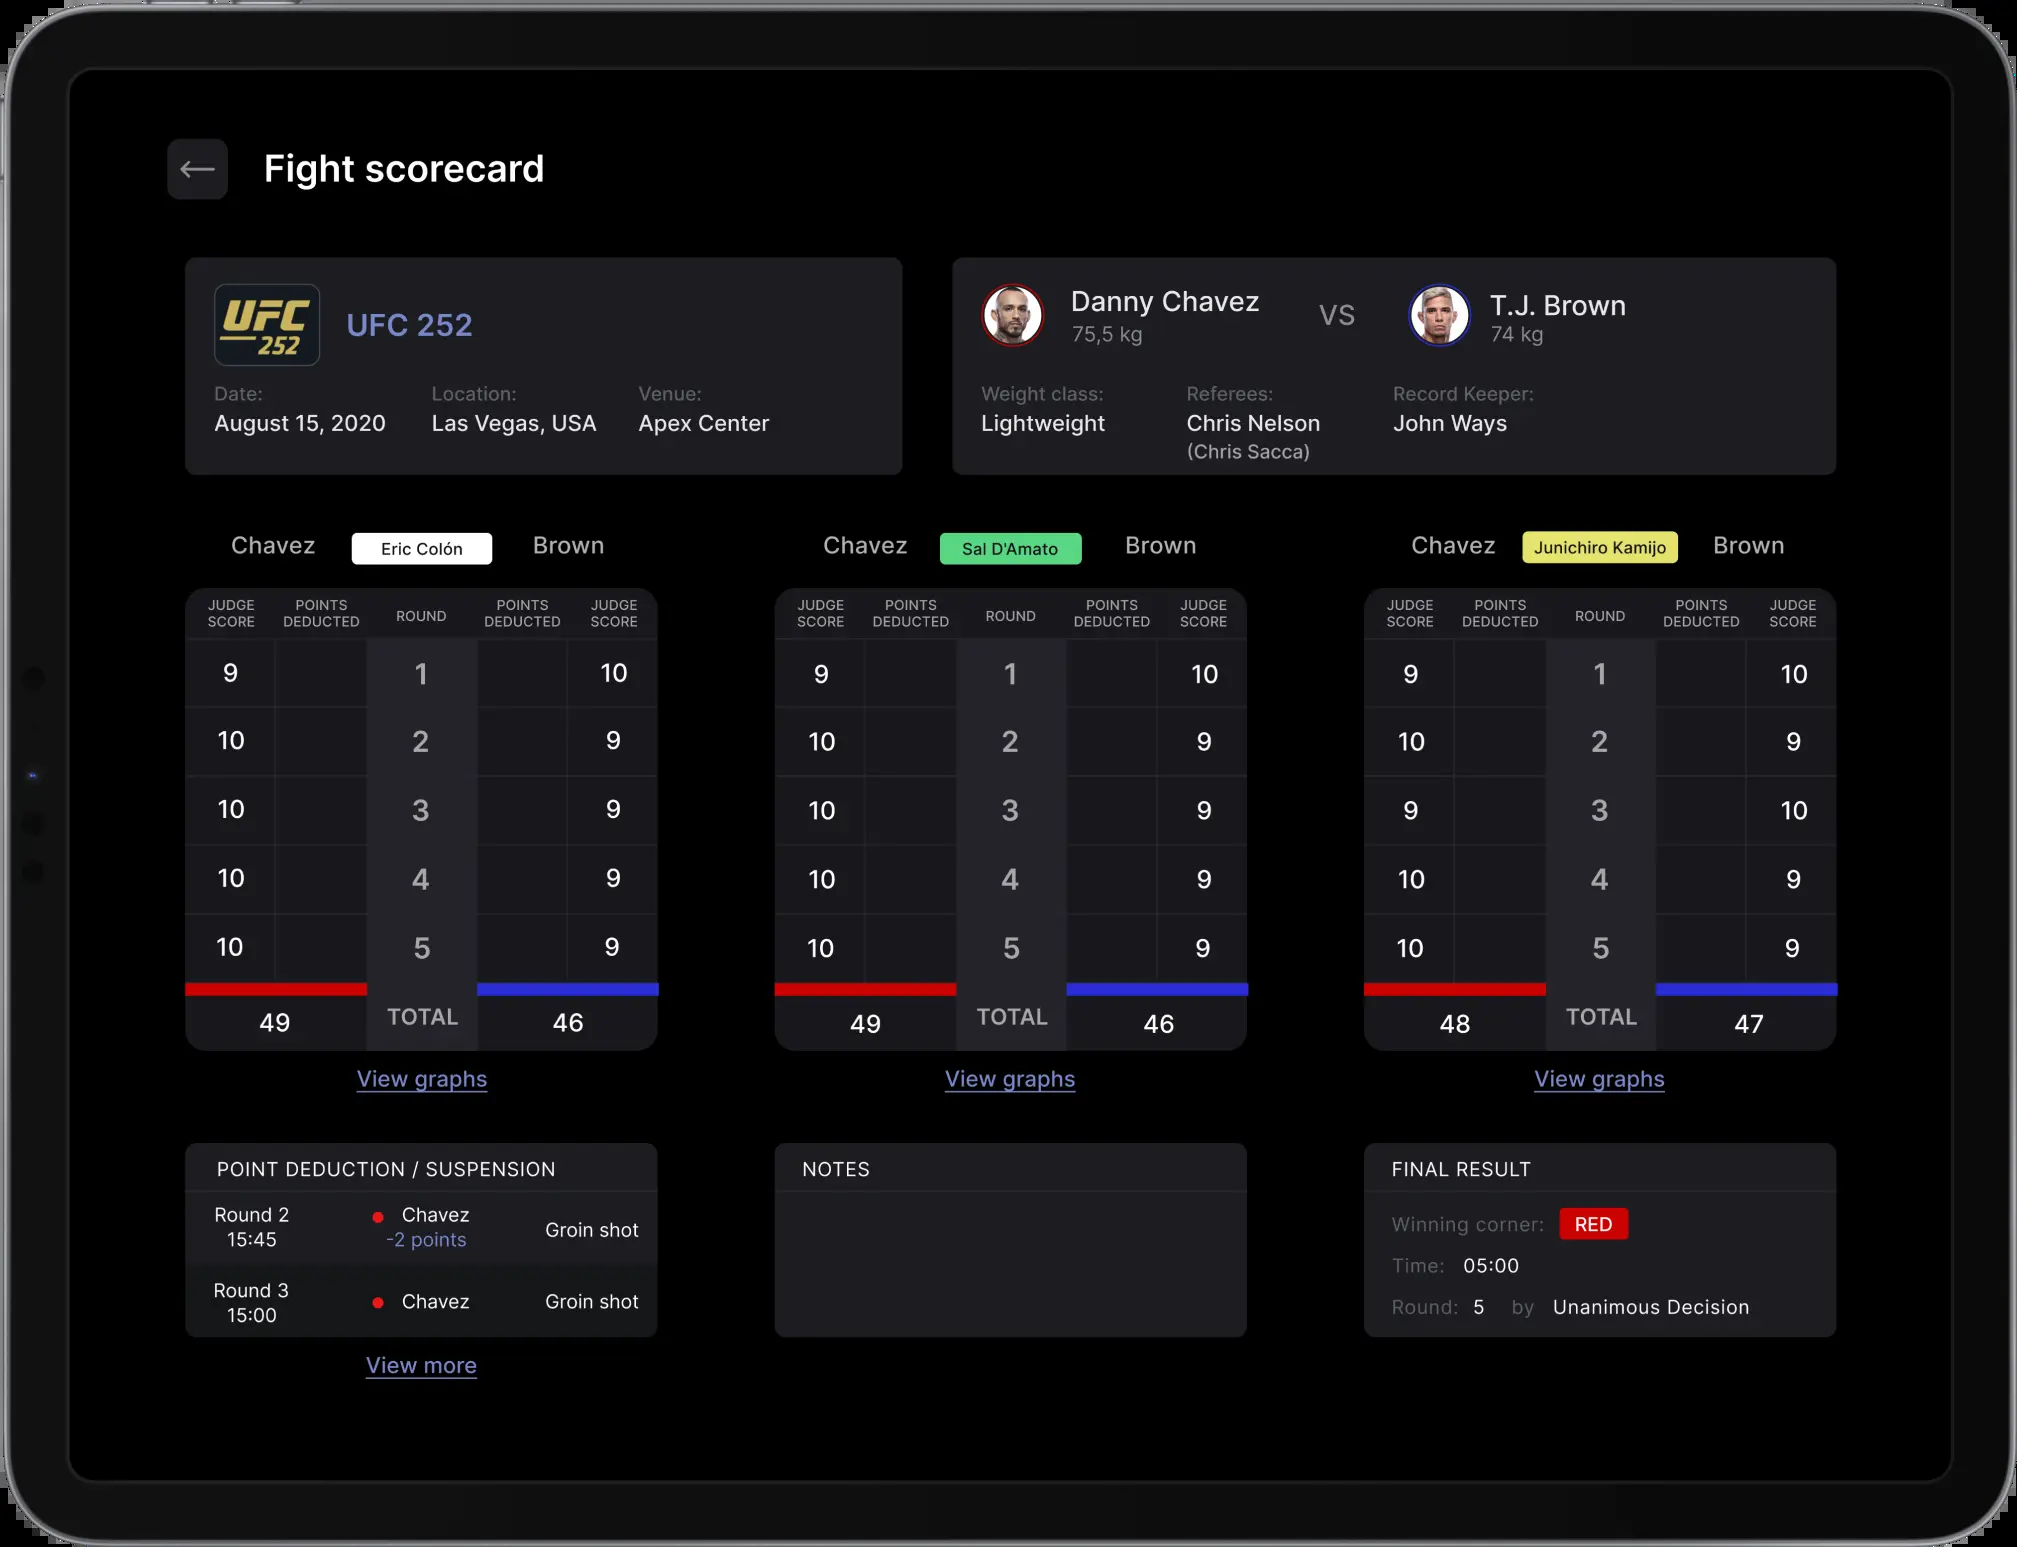 Fight scorecard
UFC
252
UFC 252
Date:
August 15, 2020
Location:
Las Vegas, USA
Venue:
Apex Center
Danny Chavez
75,5 kg
VS
T.J. Brown
74 kg
Weight class:
Lightweight
Referees:
Chris Nelson
(Chris Sacca)
Record Keeper:
John Ways
Chavez Eric Colón Brown
JUDGE SCORE POINTS DEDUCTED ROUND POINTS DEDUCTED JUDGE SCORE
9 1 10
10 2 9
10 3 9
10 4 9
10 5 9
49 TOTAL 46
View graphs
Chavez Sal D'Amato Brown
JUDGE SCORE POINTS DEDUCTED ROUND POINTS DEDUCTED JUDGE SCORE
9 1 10
10 2 9
10 3 9
10 4 9
10 5 9
49 TOTAL 46
View graphs
Chavez Junichiro Kamijo Brown
JUDGE SCORE POINTS DEDUCTED ROUND POINTS DEDUCTED JUDGE SCORE
9 1 10
10 2 9
9 3 10
10 4 9
10 5 9
48 TOTAL 47
View graphs
POINT DEDUCTION / SUSPENSION
Round 2
15:45
Chavez
-2 points
Groin shot
Round 3
15:00
Chavez
Groin shot
View more
NOTES
FINAL RESULT
Winning corner: RED
Time: 05:00
Round: 5 by Unanimous Decision